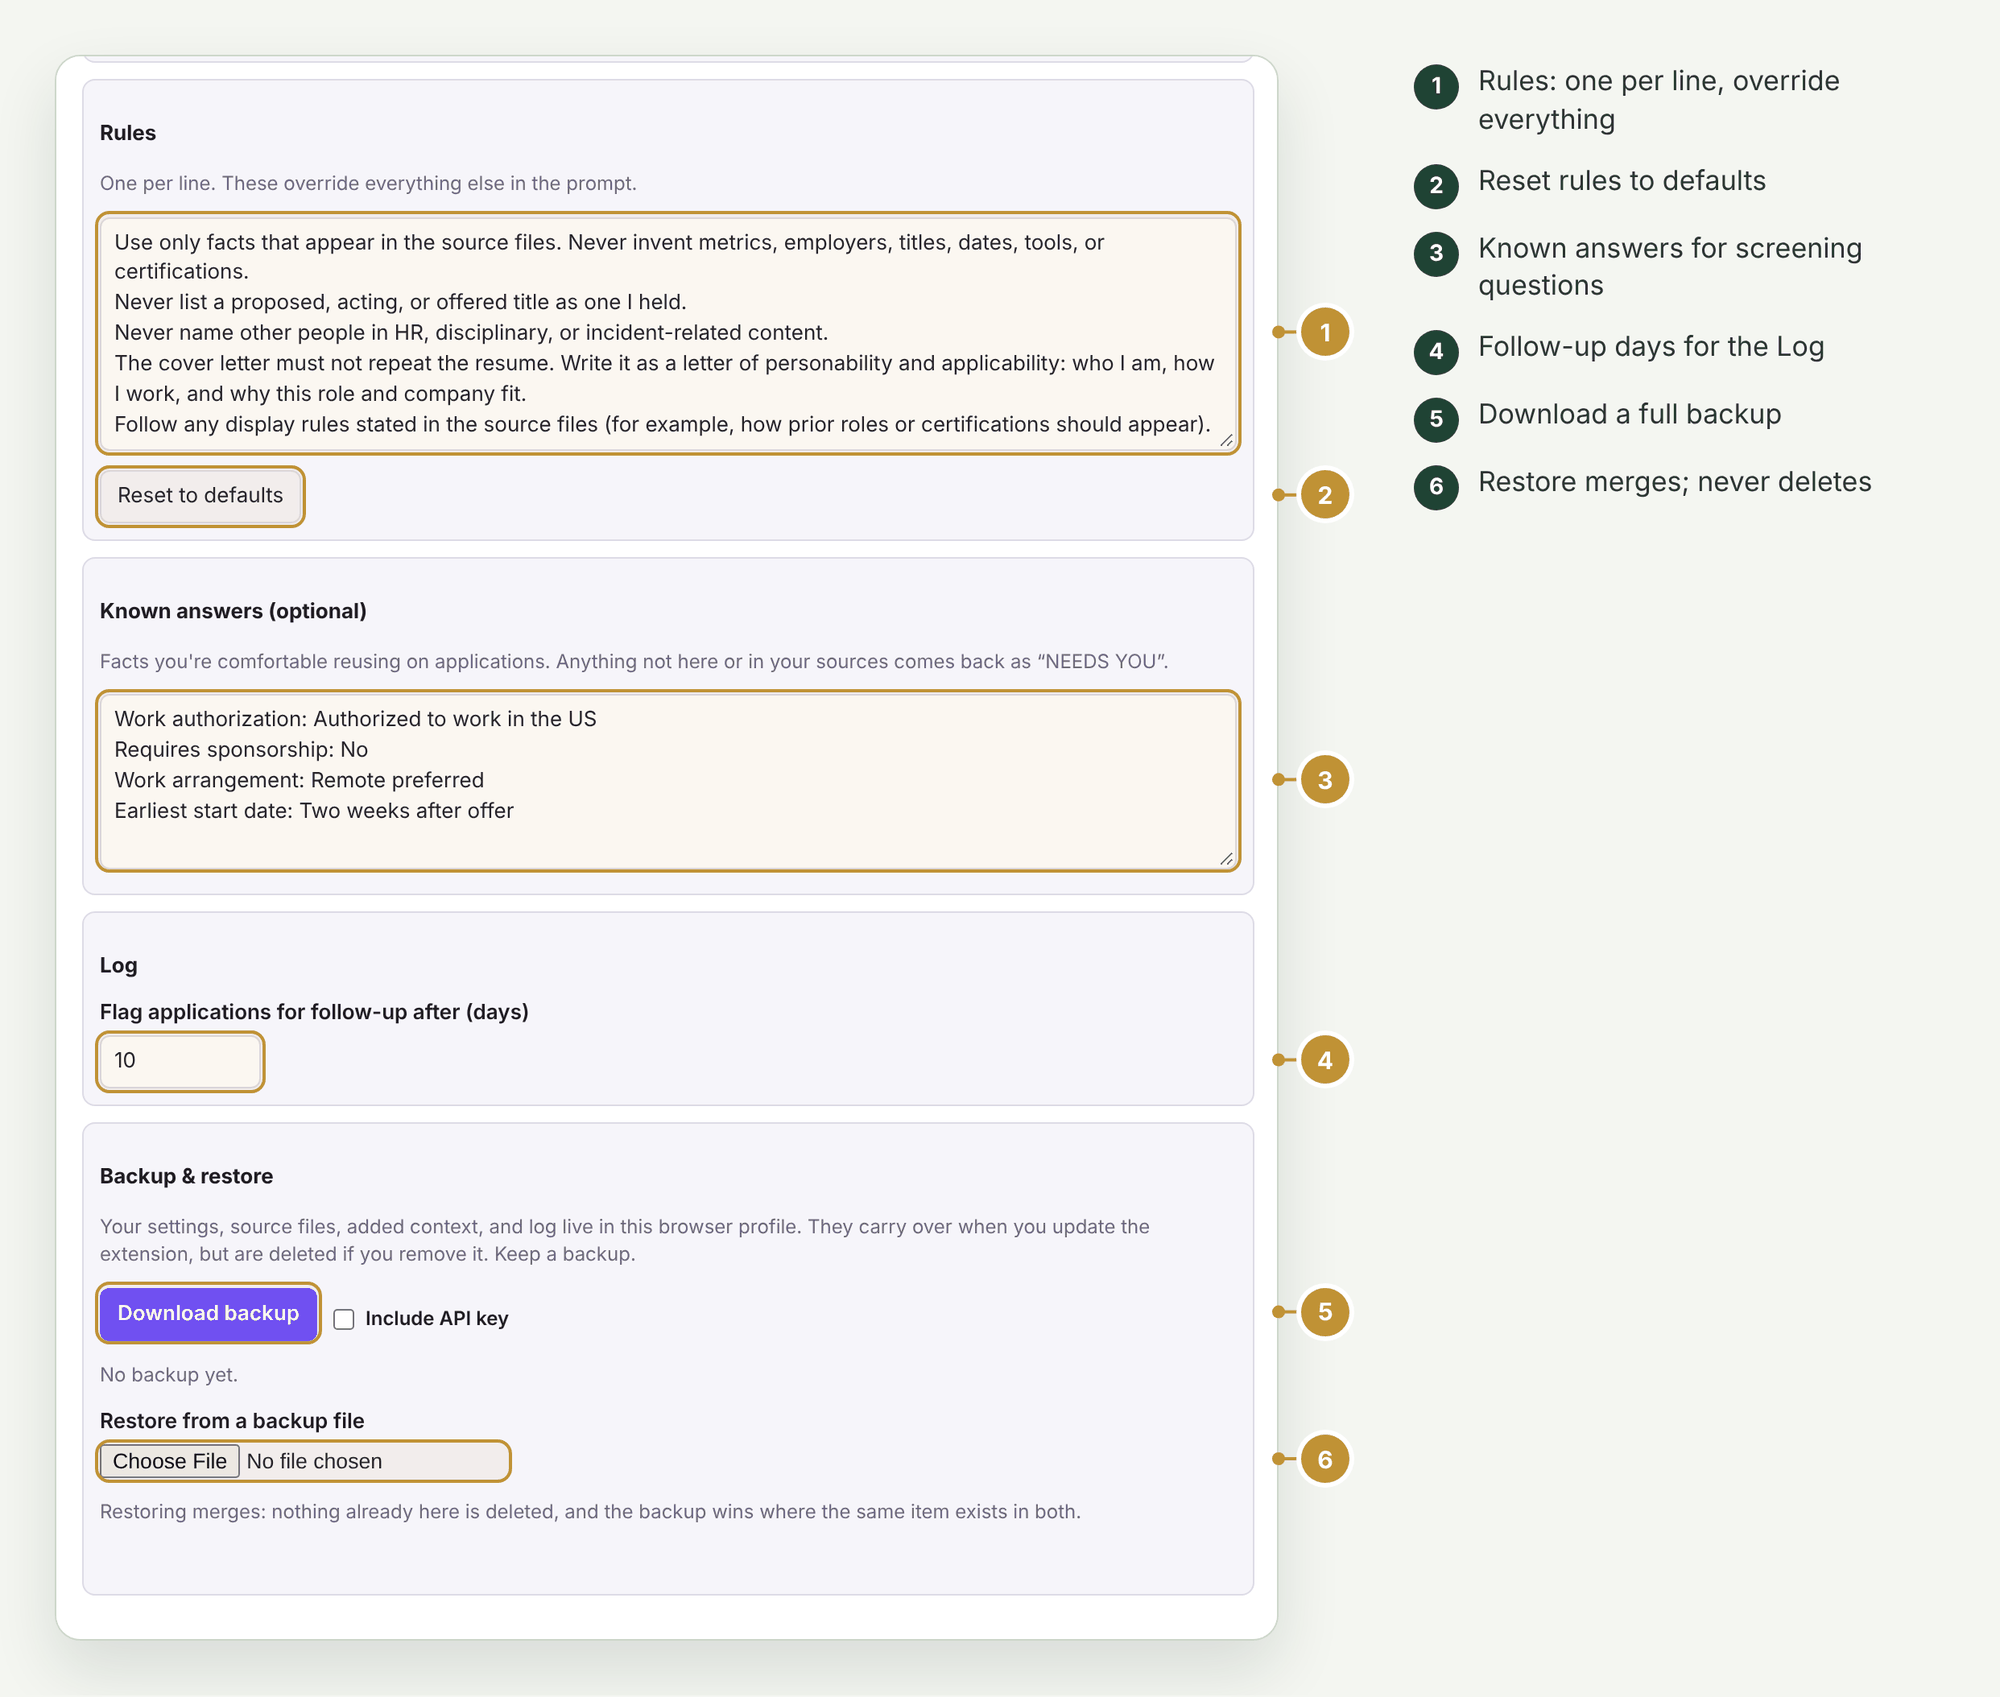 Rules
One per line. These override everything else in the prompt.
Use only facts that appear in the source files. Never invent metrics, employers, titles, dates, tools, or
certifications.
Never list a proposed, acting, or offered title as one I held.
Never name other people in HR, disciplinary, or incident-related content.
The cover letter must not repeat the resume. Write it as a letter of personability and applicability: who I am, how
I work, and why this role and company fit.
Follow any display rules stated in the source files (for example, how prior roles or certifications should appear).
1
Reset to defaults
2
Known answers (optional)
Facts you're comfortable reusing on applications. Anything not here or in your sources comes back as “NEEDS YOU”.
Work authorization: Authorized to work in the US
Requires sponsorship: No
Work arrangement: Remote preferred
Earliest start date: Two weeks after offer
3
Log
Flag applications for follow-up after (days)
10
4
Backup & restore
Your settings, source files, added context, and log live in this browser profile. They carry over when you update the
extension, but are deleted if you remove it. Keep a backup.
Download backup
Include API key
5
No backup yet.
Restore from a backup file
Choose File No file chosen
6
Restoring merges: nothing already here is deleted, and the backup wins where the same item exists in both.
1 Rules: one per line, override
everything
2 Reset rules to defaults
3 Known answers for screening
questions
4 Follow-up days for the Log
5 Download a full backup
6 Restore merges; never deletes